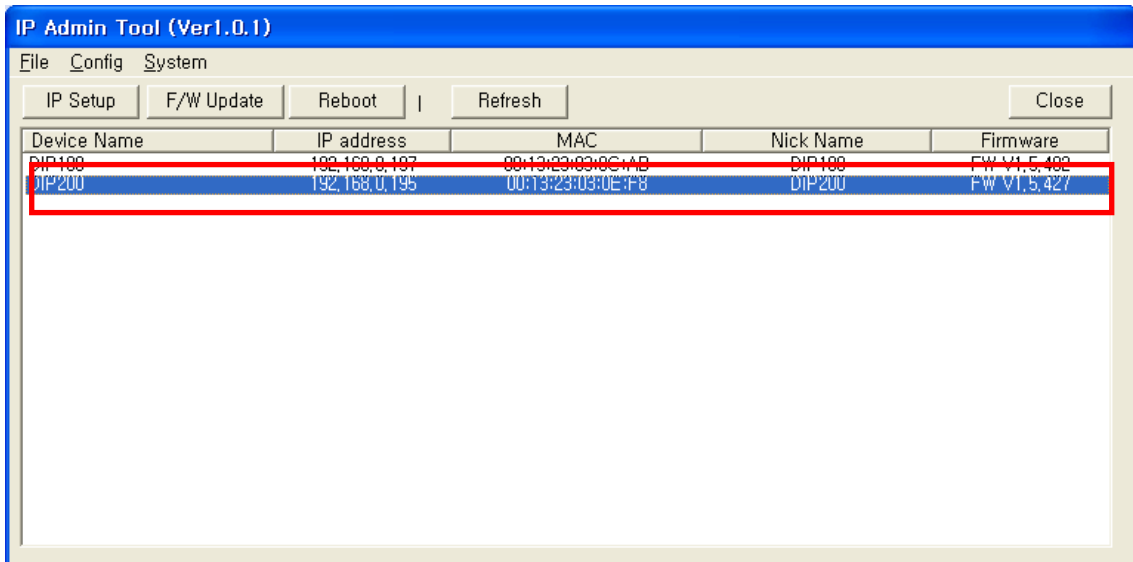 IP Admin Tool (Ver1.0.1)
File Config System
IP Setup F/W Update Reboot | Refresh Close
Device Name IP address MAC Nick Name Firmware
DIP100 DIP100
DIP200 192,168,0,195 00:13:23:03:0E:F8 DIP200 FW V1,5,427